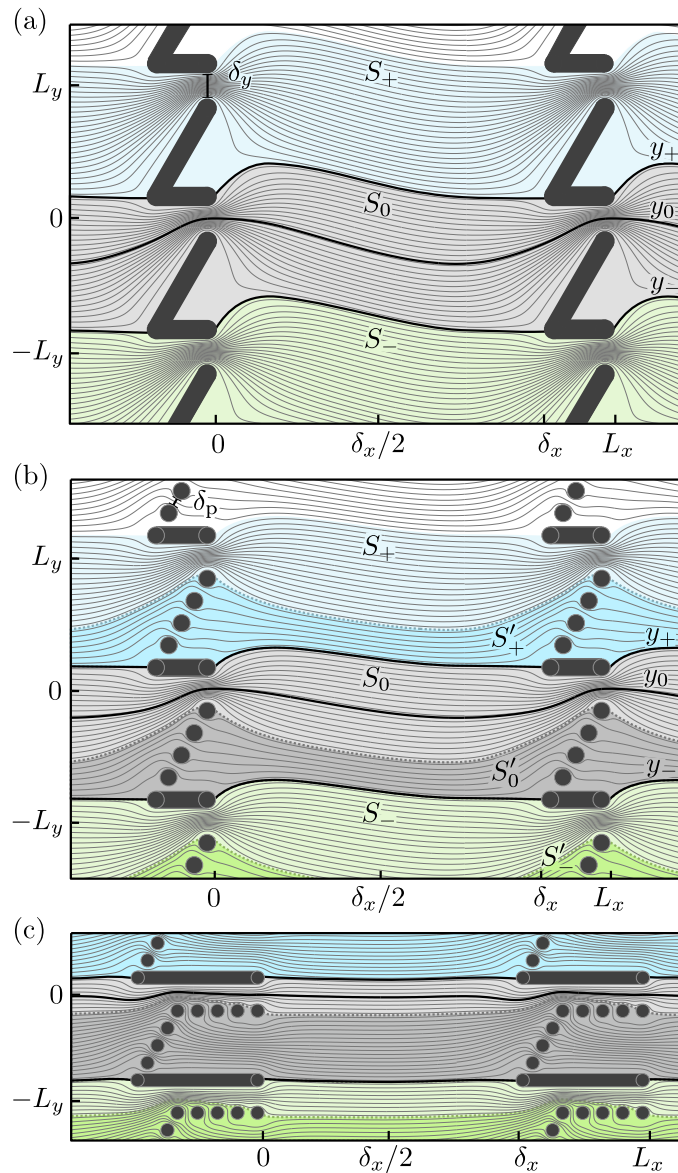 (a)
L_y
δ_y
S_+
y_+
0
S_0
y_0
y_−
−L_y
S_−
0 δ_x/2 δ_x L_x
(b)
δ_p
L_y
S_+
S′_+
y_+
0
S_0
y_0
S′_0
y_−
−L_y
S_−
S′_−
0 δ_x/2 δ_x L_x
(c)
0
−L_y
0 δ_x/2 δ_x L_x